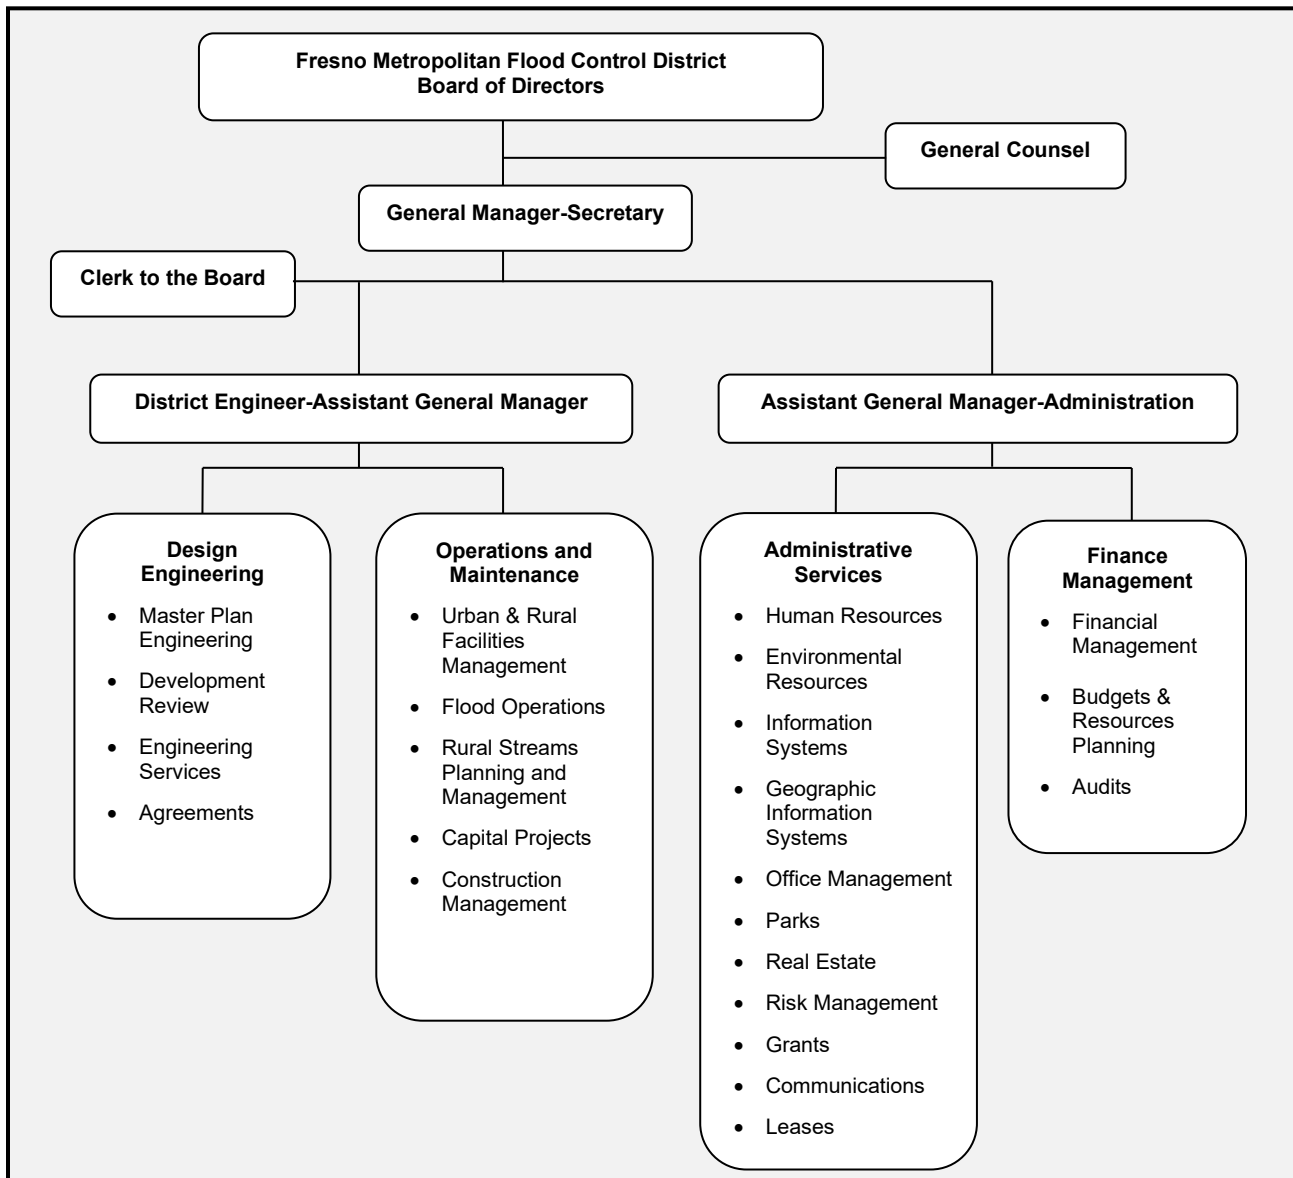 Fresno Metropolitan Flood Control District
Board of Directors
General Counsel
General Manager-Secretary
Clerk to the Board
District Engineer-Assistant General Manager
Assistant General Manager-Administration
Design
Engineering
• Master Plan
Engineering
• Development
Review
• Engineering
Services
• Agreements
Operations and
Maintenance
• Urban & Rural
Facilities
Management
• Flood Operations
• Rural Streams
Planning and
Management
• Capital Projects
• Construction
Management
Administrative
Services
• Human Resources
• Environmental
Resources
• Information
Systems
• Geographic
Information
Systems
• Office Management
• Parks
• Real Estate
• Risk Management
• Grants
• Communications
• Leases
Finance
Management
• Financial
Management
• Budgets &
Resources
Planning
• Audits